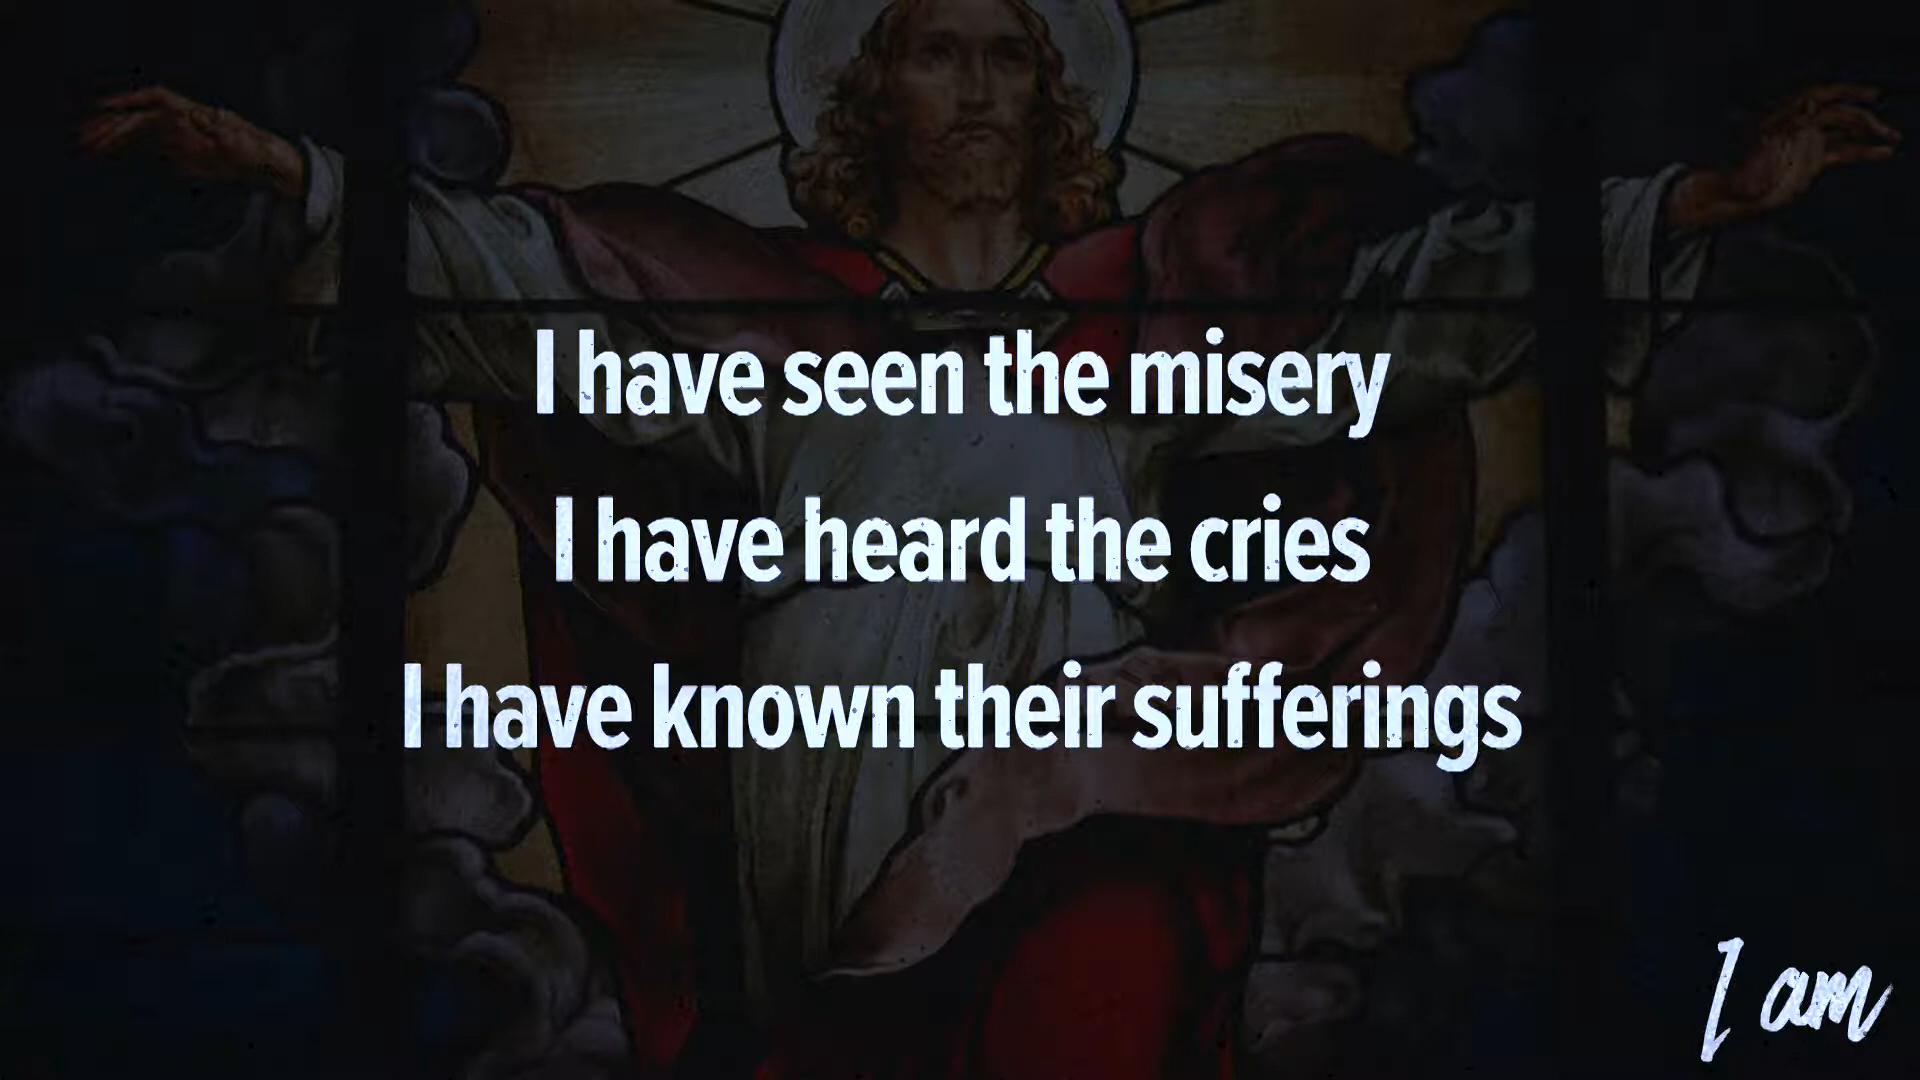 I have seen the misery
I have heard the cries
I have known their sufferings
I am